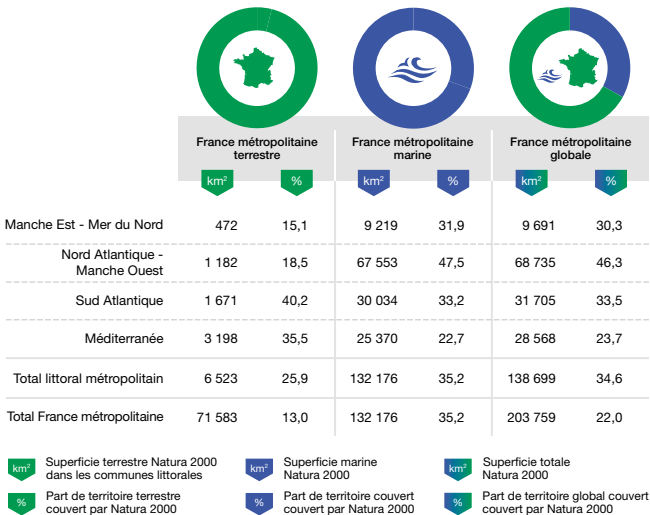 France métropolitaine
terrestre
France métropolitaine
marine
France métropolitaine
globale
km² % km² % km² %
Manche Est - Mer du Nord 472 15,1 9 219 31,9 9 691 30,3
Nord Atlantique -
Manche Ouest 1 182 18,5 67 553 47,5 68 735 46,3
Sud Atlantique 1 671 40,2 30 034 33,2 31 705 33,5
Méditerranée 3 198 35,5 25 370 22,7 28 568 23,7
Total littoral métropolitain 6 523 25,9 132 176 35,2 138 699 34,6
Total France métropolitaine 71 583 13,0 132 176 35,2 203 759 22,0
km² Superficie terrestre Natura 2000
dans les communes littorales
km² Superficie marine
Natura 2000
km² Superficie totale
Natura 2000
% Part de territoire terrestre
couvert par Natura 2000
% Part de territoire couvert
couvert par Natura 2000
% Part de territoire global couvert
couvert par Natura 2000